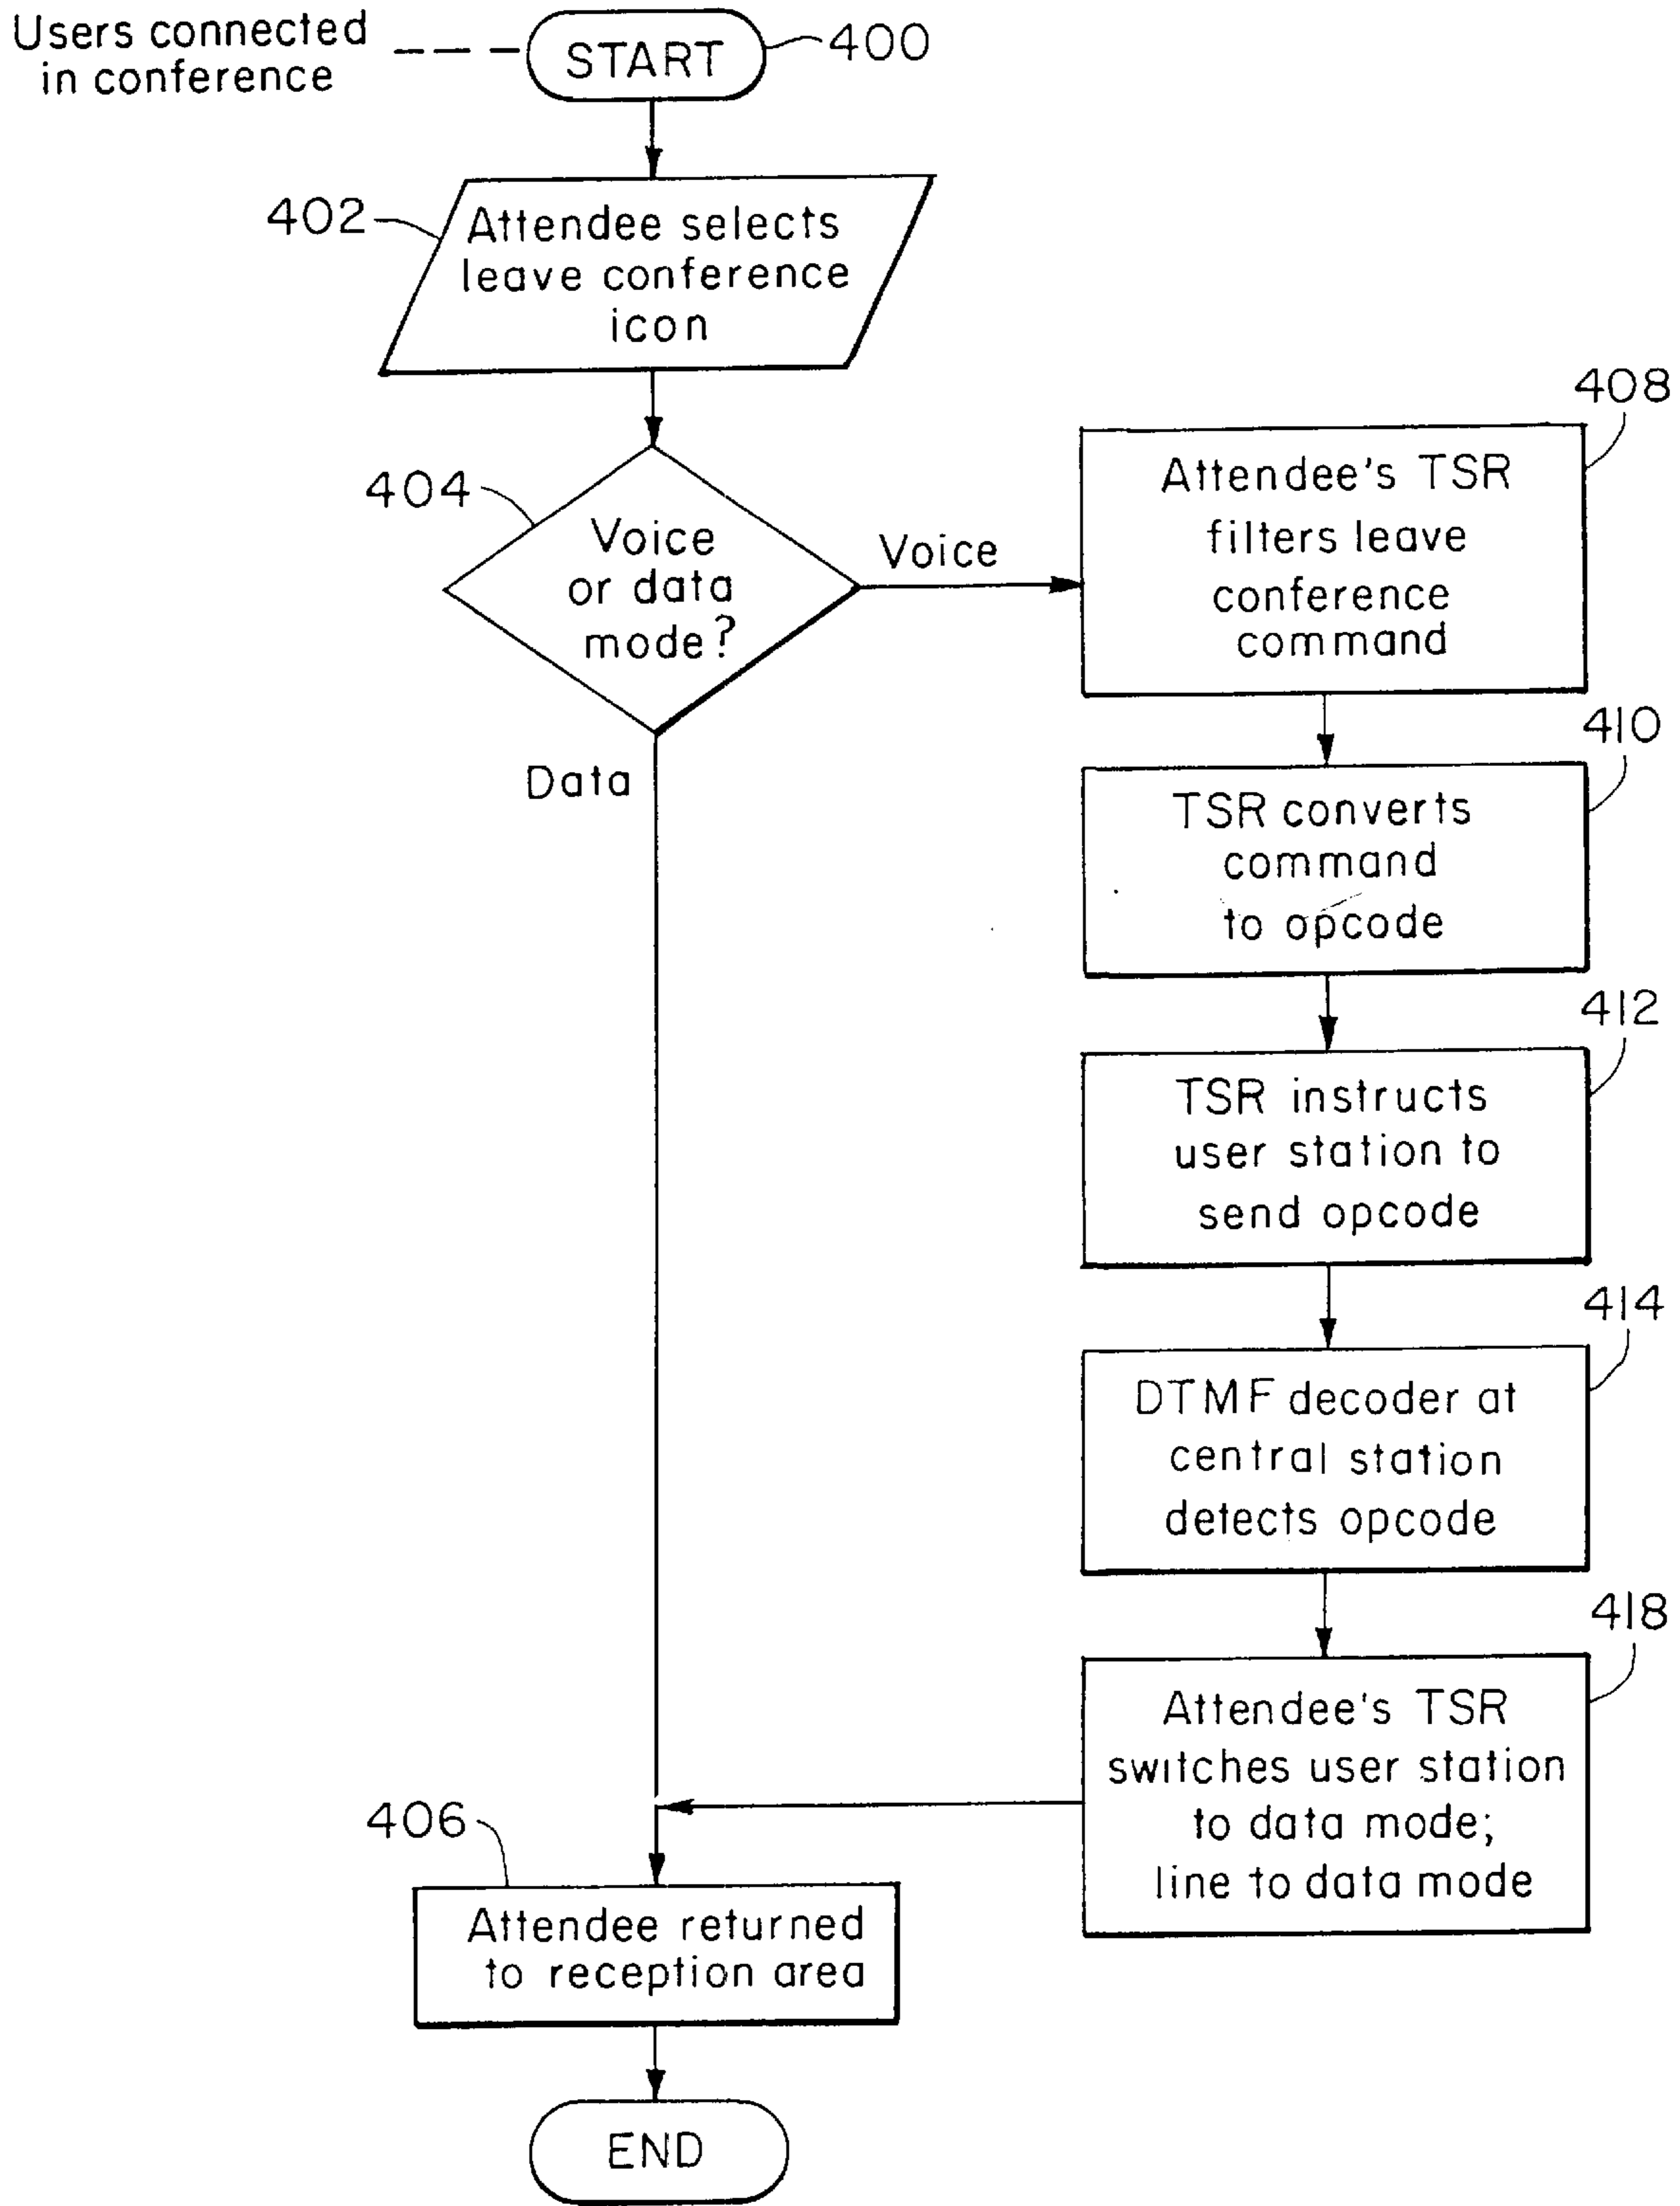 Users connected
in conference
START
400
402
Attendee selects
leave conference
icon
404
Voice
or data
mode?
Voice
Data
408
Attendee's TSR
filters leave
conference
command
410
TSR converts
command
to opcode
412
TSR instructs
user station to
send opcode
414
DTMF decoder at
central station
detects opcode
418
Attendee's TSR
switches user station
to data mode;
line to data mode
406
Attendee returned
to reception area
END